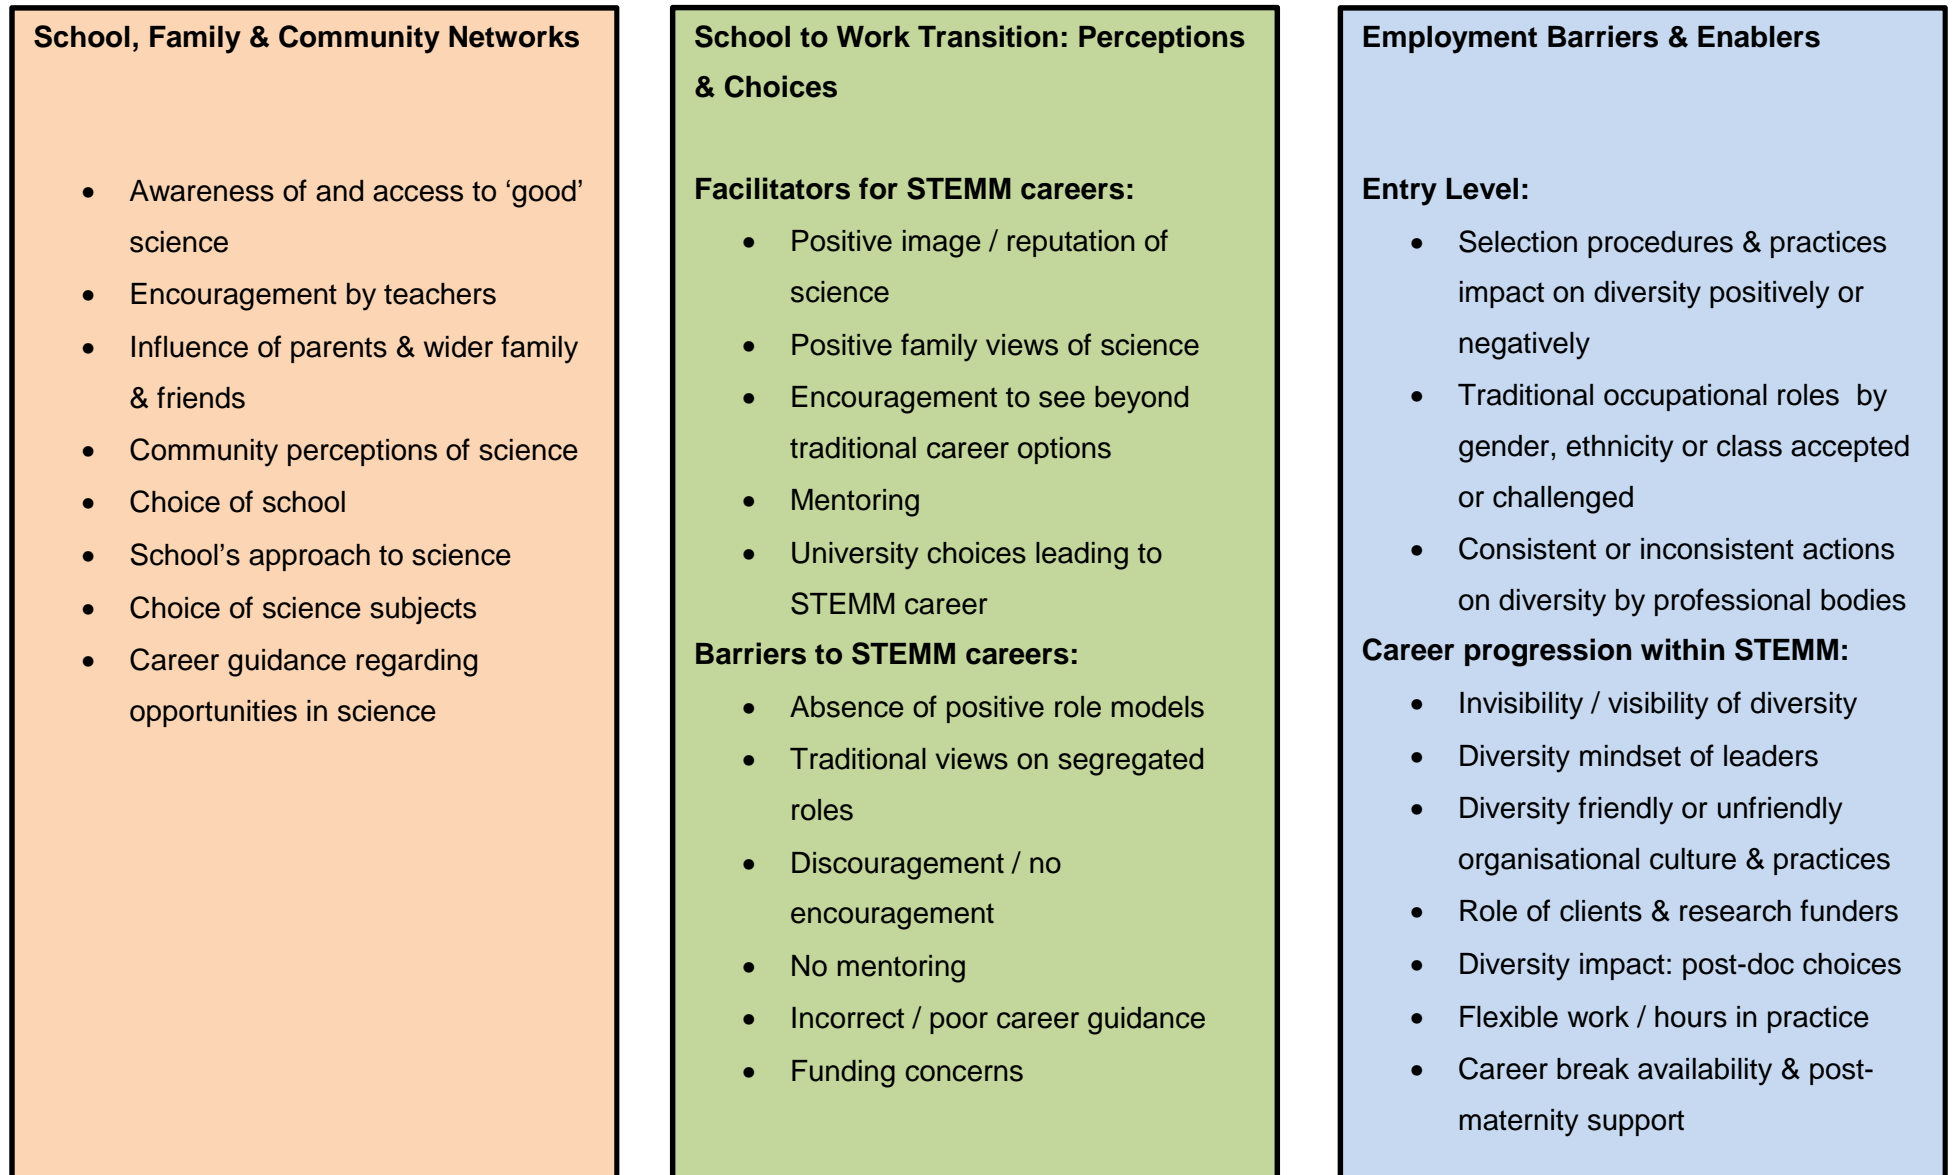 School, Family & Community Networks
• Awareness of and access to ‘good’
science
• Encouragement by teachers
• Influence of parents & wider family
& friends
• Community perceptions of science
• Choice of school
• School’s approach to science
• Choice of science subjects
• Career guidance regarding
opportunities in science
School to Work Transition: Perceptions
& Choices
Facilitators for STEMM careers:
• Positive image / reputation of
science
• Positive family views of science
• Encouragement to see beyond
traditional career options
• Mentoring
• University choices leading to
STEMM career
Barriers to STEMM careers:
• Absence of positive role models
• Traditional views on segregated
roles
• Discouragement / no
encouragement
• No mentoring
• Incorrect / poor career guidance
• Funding concerns
Employment Barriers & Enablers
Entry Level:
• Selection procedures & practices
impact on diversity positively or
negatively
• Traditional occupational roles  by
gender, ethnicity or class accepted
or challenged
• Consistent or inconsistent actions
on diversity by professional bodies
Career progression within STEMM:
• Invisibility / visibility of diversity
• Diversity mindset of leaders
• Diversity friendly or unfriendly
organisational culture & practices
• Role of clients & research funders
• Diversity impact: post-doc choices
• Flexible work / hours in practice
• Career break availability & post-
maternity support